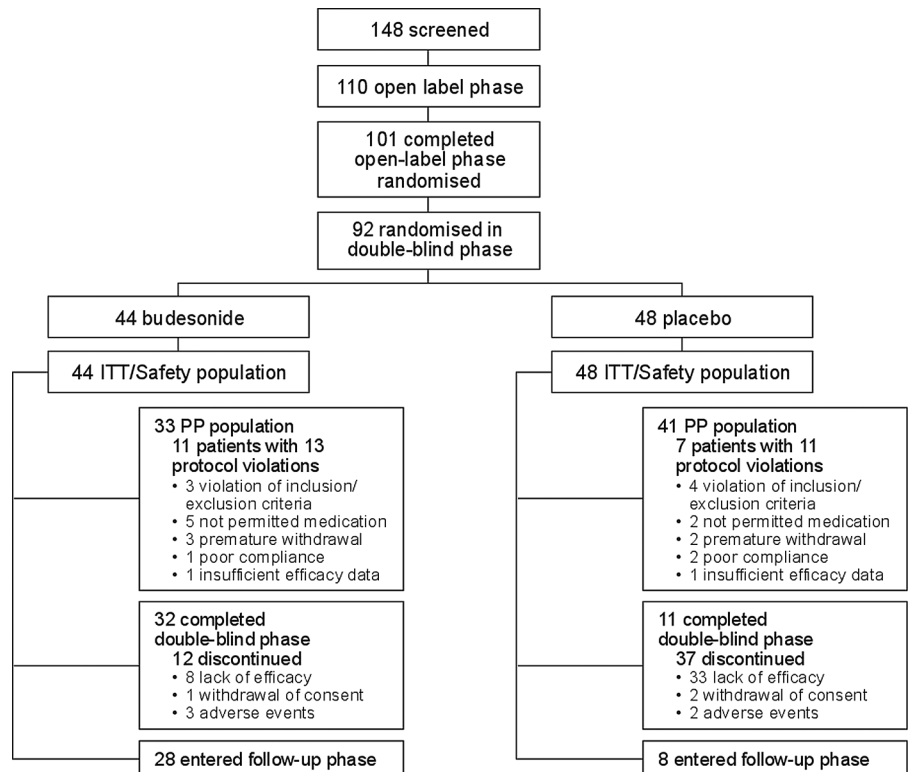 148 screened
110 open label phase
101 completed
open-label phase
randomised
92 randomised in
double-blind phase
44 budesonide
44 ITT/Safety population
33 PP population
11 patients with 13
protocol violations
• 3 violation of inclusion/
exclusion criteria
• 5 not permitted medication
• 3 premature withdrawal
• 1 poor compliance
• 1 insufficient efficacy data
32 completed
double-blind phase
12 discontinued
• 8 lack of efficacy
• 1 withdrawal of consent
• 3 adverse events
28 entered follow-up phase
48 placebo
48 ITT/Safety population
41 PP population
7 patients with 11
protocol violations
• 4 violation of inclusion/
exclusion criteria
• 2 not permitted medication
• 2 premature withdrawal
• 2 poor compliance
• 1 insufficient efficacy data
11 completed
double-blind phase
37 discontinued
• 33 lack of efficacy
• 2 withdrawal of consent
• 2 adverse events
8 entered follow-up phase